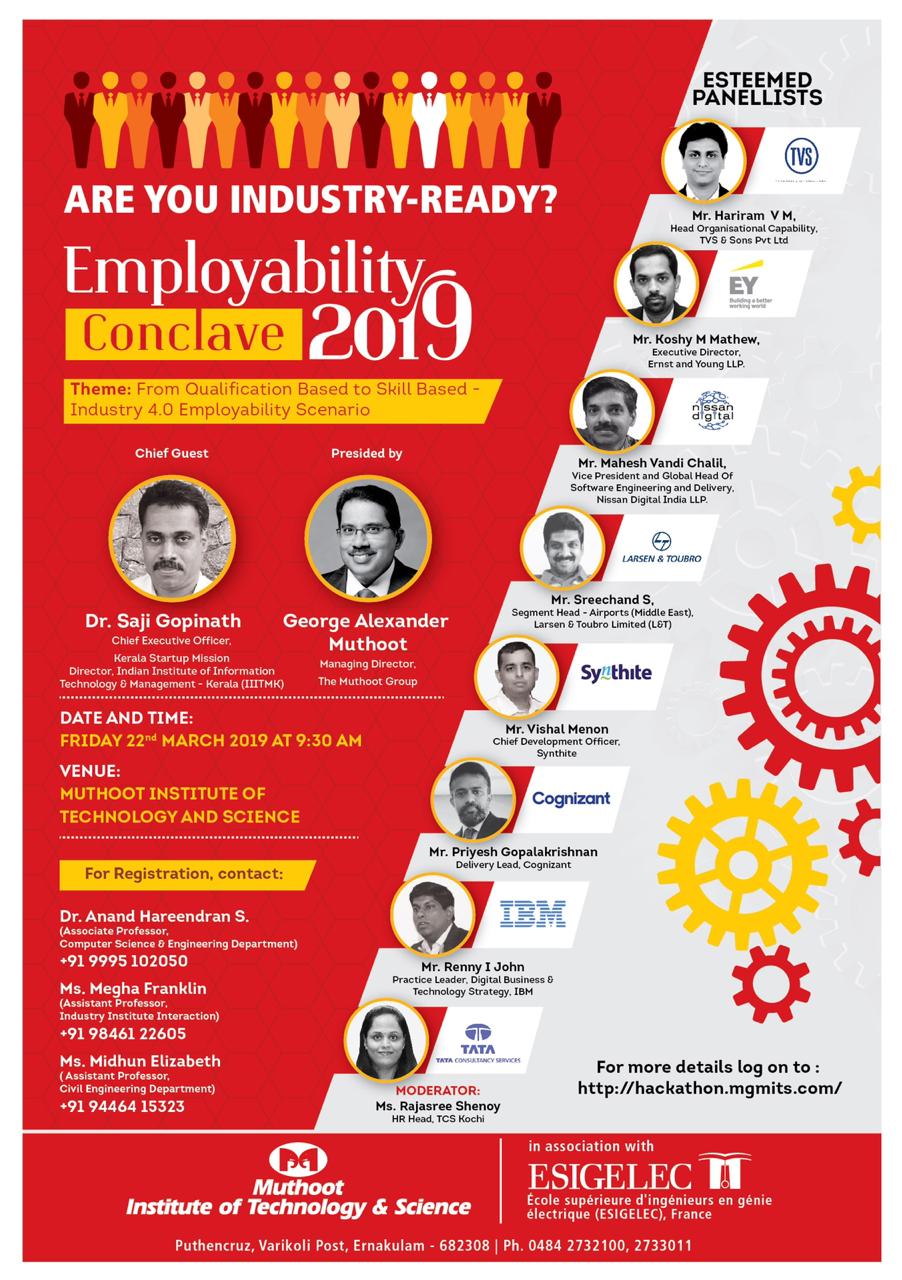 ARE YOU INDUSTRY-READY?
Employability
Conclave 2019
Theme: From Qualification Based to Skill Based -
Industry 4.0 Employability Scenario
Chief Guest
Dr. Saji Gopinath
Chief Executive Officer,
Kerala Startup Mission
Director, Indian Institute of Information
Technology & Management - Kerala (IIITMK)
Presided by
George Alexander
Muthoot
Managing Director,
The Muthoot Group
DATE AND TIME:
FRIDAY 22nd MARCH 2019 AT 9:30 AM
VENUE:
MUTHOOT INSTITUTE OF
TECHNOLOGY AND SCIENCE
For Registration, contact:
Dr. Anand Hareendran S.
(Associate Professor,
Computer Science & Engineering Department)
+91 9995 102050
Ms. Megha Franklin
(Assistant Professor,
Industry Institute Interaction)
+91 98461 22605
Ms. Midhun Elizabeth
( Assistant Professor,
Civil Engineering Department)
+91 94464 15323
ESTEEMED
PANELLISTS
TVS
Mr. Hariram V M,
Head Organisational Capability,
TVS & Sons Pvt Ltd
EY
Building a better
working world
Mr. Koshy M Mathew,
Executive Director,
Ernst and Young LLP.
nissan
digital
Mr. Mahesh Vandi Chalil,
Vice President and Global Head Of
Software Engineering and Delivery,
Nissan Digital India LLP.
LARSEN & TOUBRO
Mr. Sreechand S,
Segment Head - Airports (Middle East),
Larsen & Toubro Limited (L&T)
Synthite
Mr. Vishal Menon
Chief Development Officer,
Synthite
Cognizant
Mr. Priyesh Gopalakrishnan
Delivery Lead, Cognizant
IBM
Mr. Renny I John
Practice Leader, Digital Business &
Technology Strategy, IBM
TATA
TATA CONSULTANCY SERVICES
MODERATOR:
Ms. Rajasree Shenoy
HR Head, TCS Kochi
For more details log on to :
http://hackathon.mgmits.com/
Muthoot
Institute of Technology & Science
in association with
ESIGELEC
École supérieure d'ingénieurs en génie
électrique (ESIGELEC), France
Puthencruz, Varikoli Post, Ernakulam - 682308 | Ph. 0484 2732100, 2733011